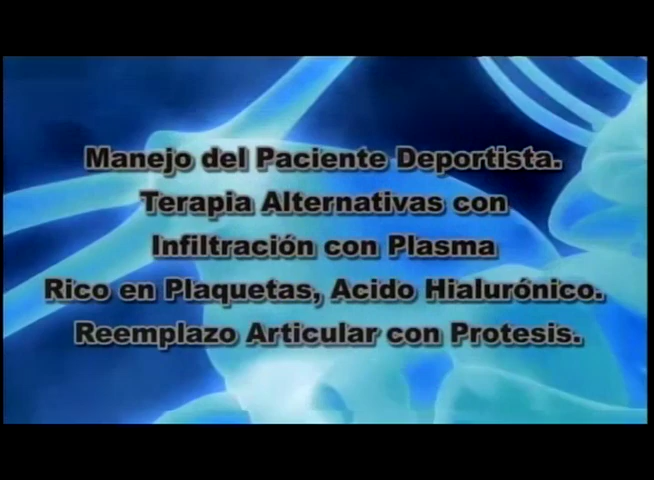 Manejo del Paciente Deportista.
Terapia Alternativas con
Infiltración con Plasma
Rico en Plaquetas, Acido Hialurónico.
Reemplazo Articular con Protesis.